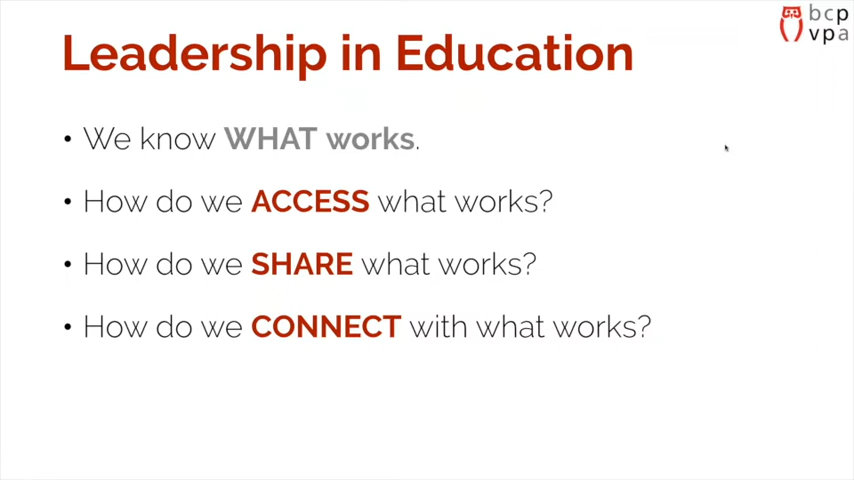 Leadership in Education
bcp
vpa
• We know WHAT works.
• How do we ACCESS what works?
• How do we SHARE what works?
• How do we CONNECT with what works?